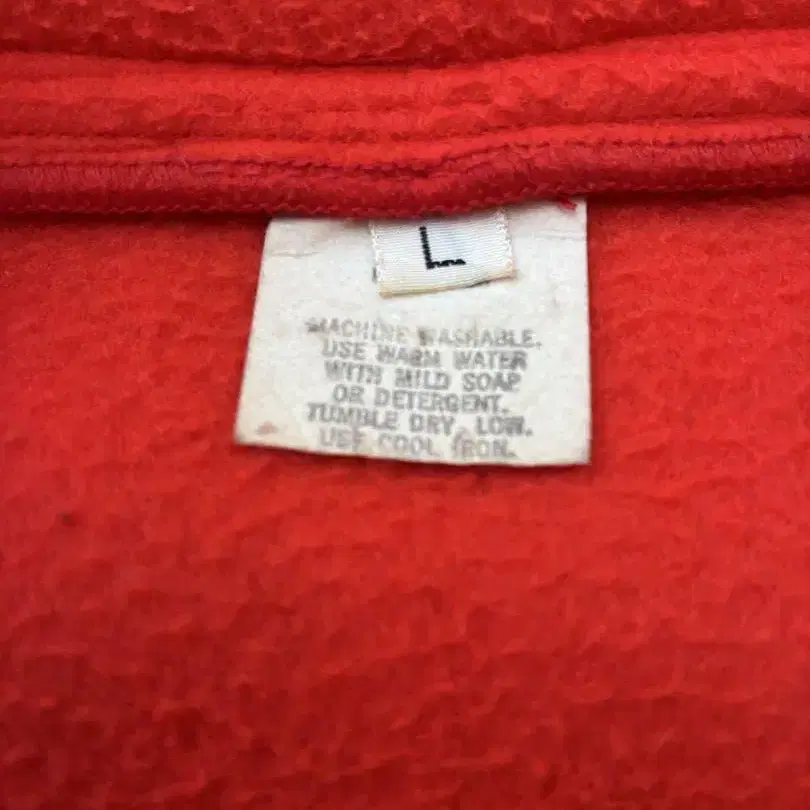 L
MACHINE WASHABLE.
USE WARM WATER
WITH MILD SOAP
OR DETERGENT.
TUMBLE DRY, LOW.
USE COOL IRON.